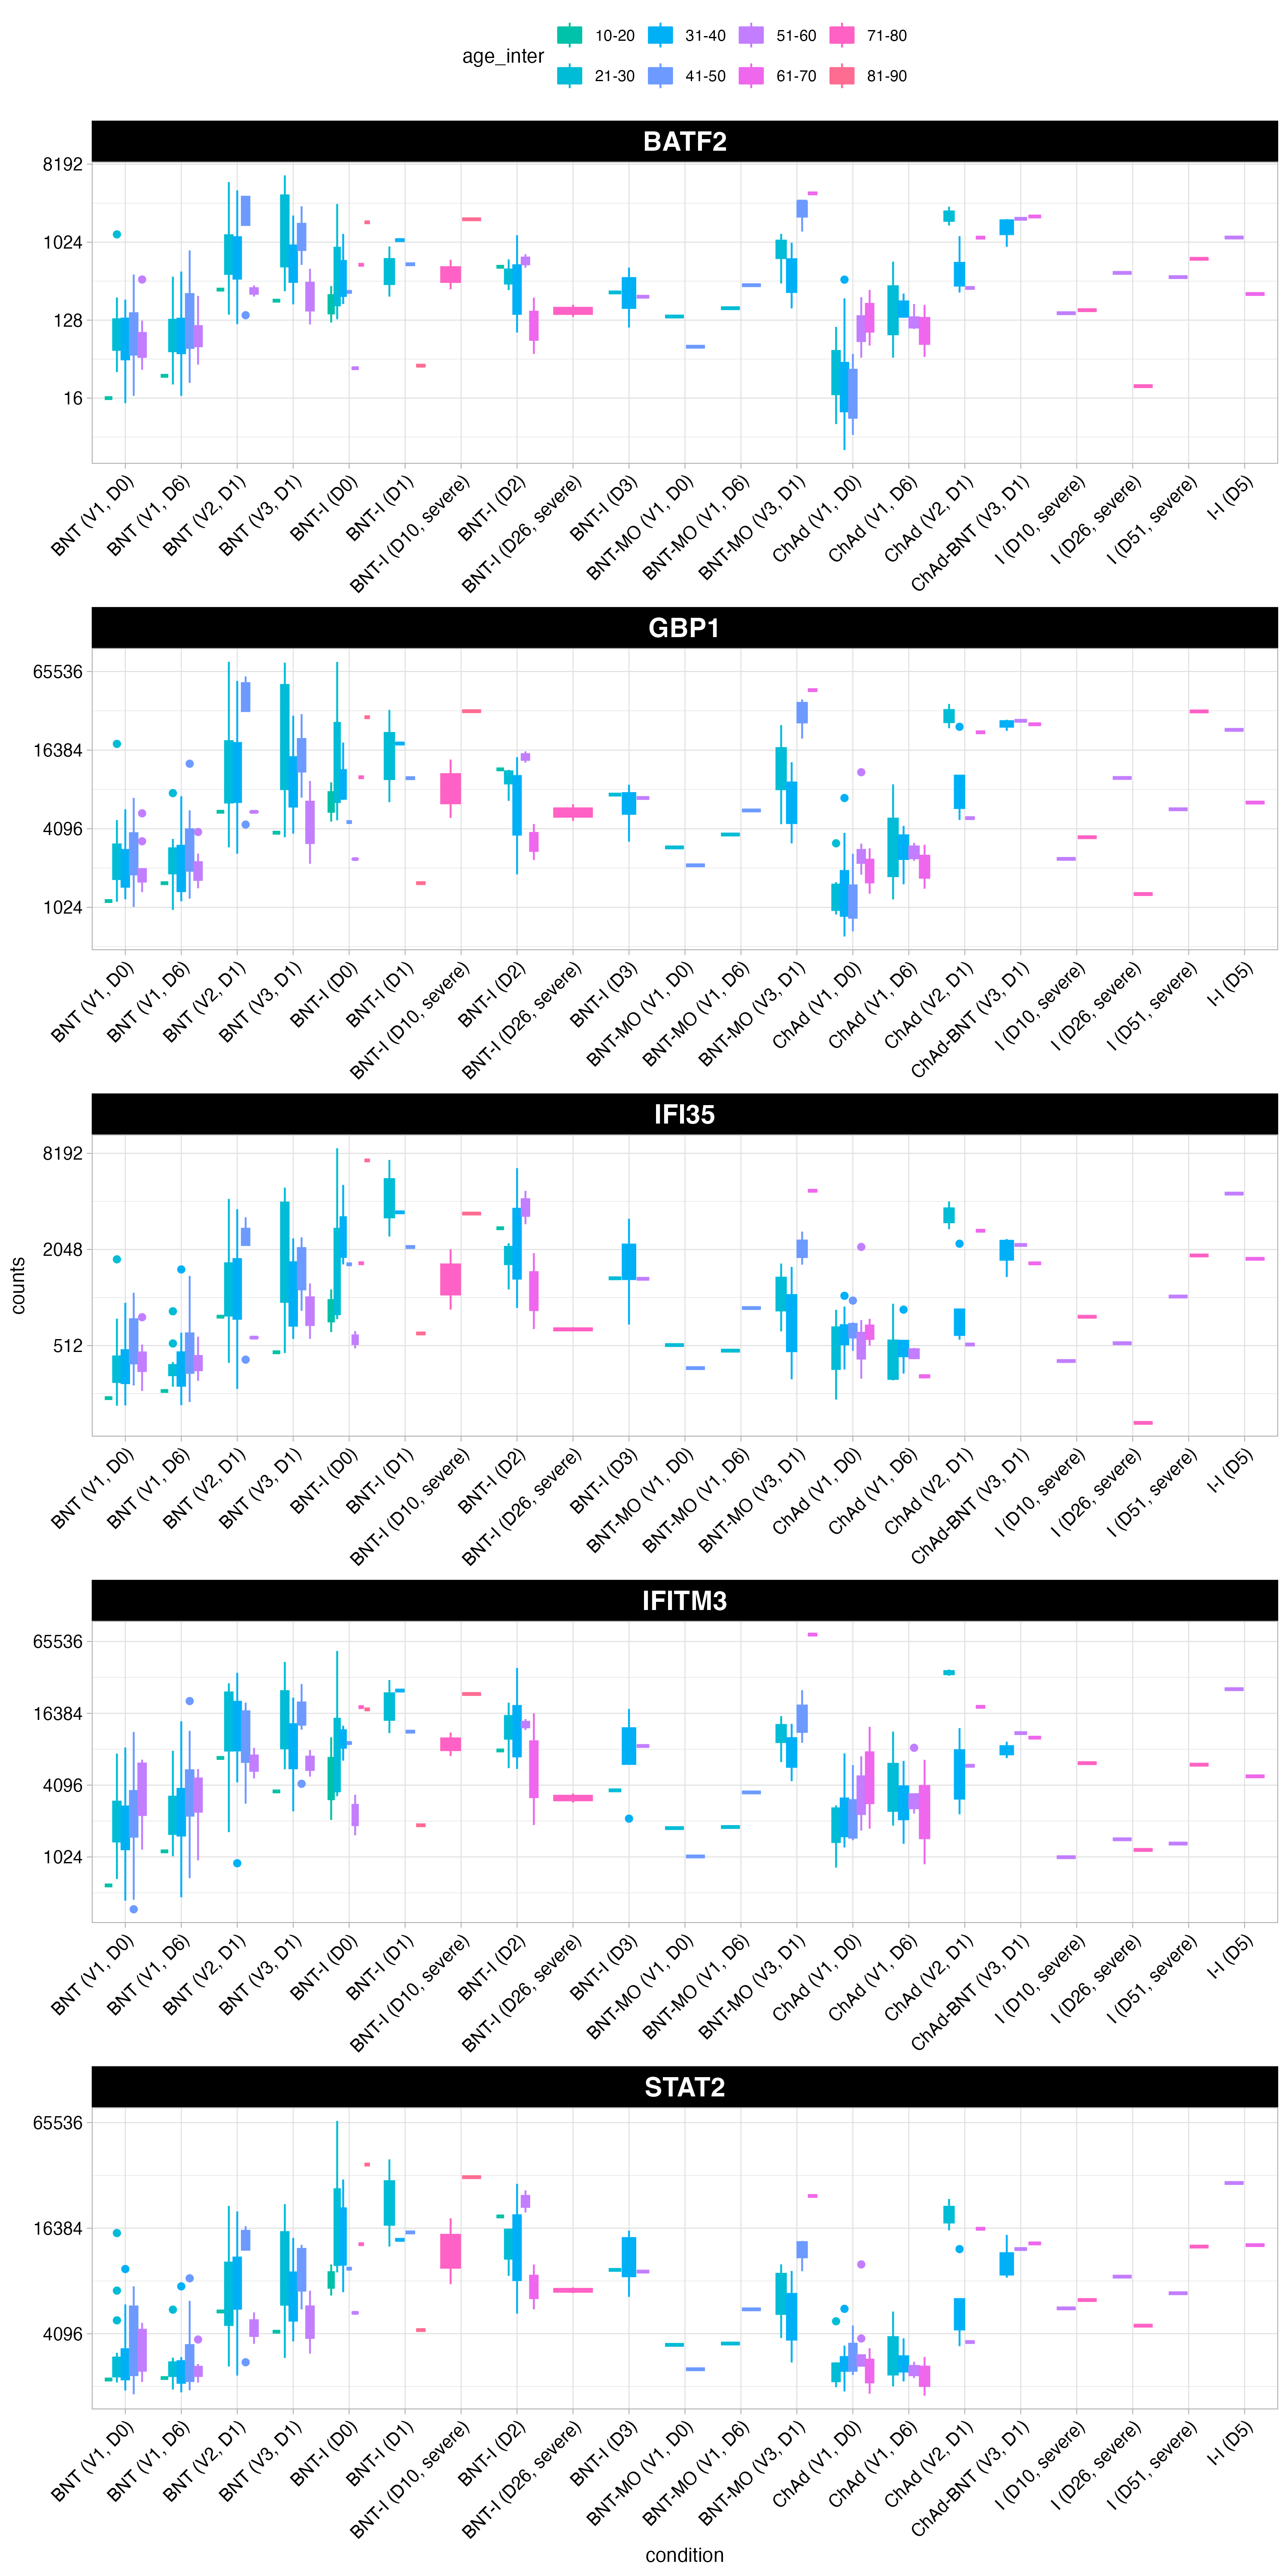 age_inter
10-20
31-40
51-60
71-80
21-30
41-50
61-70
81-90
BATF2
8192
1024
128
16
BNT (V1, D0)
BNT (V1, D6)
BNT (V2, D1)
BNT (V3, D1)
BNT-I (D0)
BNT-I (D1)
BNT-I (D10, severe)
BNT-I (D2)
BNT-I (D26, severe)
BNT-I (D3)
BNT-MO (V1, D0)
BNT-MO (V1, D6)
BNT-MO (V3, D1)
ChAd (V1, D0)
ChAd (V1, D6)
ChAd (V2, D1)
ChAd-BNT (V3, D1)
I (D10, severe)
I (D26, severe)
I (D51, severe)
I-I (D5)
GBP1
65536
16384
4096
1024
BNT (V1, D0)
BNT (V1, D6)
BNT (V2, D1)
BNT (V3, D1)
BNT-I (D0)
BNT-I (D1)
BNT-I (D10, severe)
BNT-I (D2)
BNT-I (D26, severe)
BNT-I (D3)
BNT-MO (V1, D0)
BNT-MO (V1, D6)
BNT-MO (V3, D1)
ChAd (V1, D0)
ChAd (V1, D6)
ChAd (V2, D1)
ChAd-BNT (V3, D1)
I (D10, severe)
I (D26, severe)
I (D51, severe)
I-I (D5)
IFI35
counts
8192
2048
512
BNT (V1, D0)
BNT (V1, D6)
BNT (V2, D1)
BNT (V3, D1)
BNT-I (D0)
BNT-I (D1)
BNT-I (D10, severe)
BNT-I (D2)
BNT-I (D26, severe)
BNT-I (D3)
BNT-MO (V1, D0)
BNT-MO (V1, D6)
BNT-MO (V3, D1)
ChAd (V1, D0)
ChAd (V1, D6)
ChAd (V2, D1)
ChAd-BNT (V3, D1)
I (D10, severe)
I (D26, severe)
I (D51, severe)
I-I (D5)
IFITM3
65536
16384
4096
1024
BNT (V1, D0)
BNT (V1, D6)
BNT (V2, D1)
BNT (V3, D1)
BNT-I (D0)
BNT-I (D1)
BNT-I (D10, severe)
BNT-I (D2)
BNT-I (D26, severe)
BNT-I (D3)
BNT-MO (V1, D0)
BNT-MO (V1, D6)
BNT-MO (V3, D1)
ChAd (V1, D0)
ChAd (V1, D6)
ChAd (V2, D1)
ChAd-BNT (V3, D1)
I (D10, severe)
I (D26, severe)
I (D51, severe)
I-I (D5)
STAT2
65536
16384
4096
BNT (V1, D0)
BNT (V1, D6)
BNT (V2, D1)
BNT (V3, D1)
BNT-I (D0)
BNT-I (D1)
BNT-I (D10, severe)
BNT-I (D2)
BNT-I (D26, severe)
BNT-I (D3)
BNT-MO (V1, D0)
BNT-MO (V1, D6)
BNT-MO (V3, D1)
ChAd (V1, D0)
ChAd (V1, D6)
ChAd (V2, D1)
ChAd-BNT (V3, D1)
I (D10, severe)
I (D26, severe)
I (D51, severe)
I-I (D5)
condition